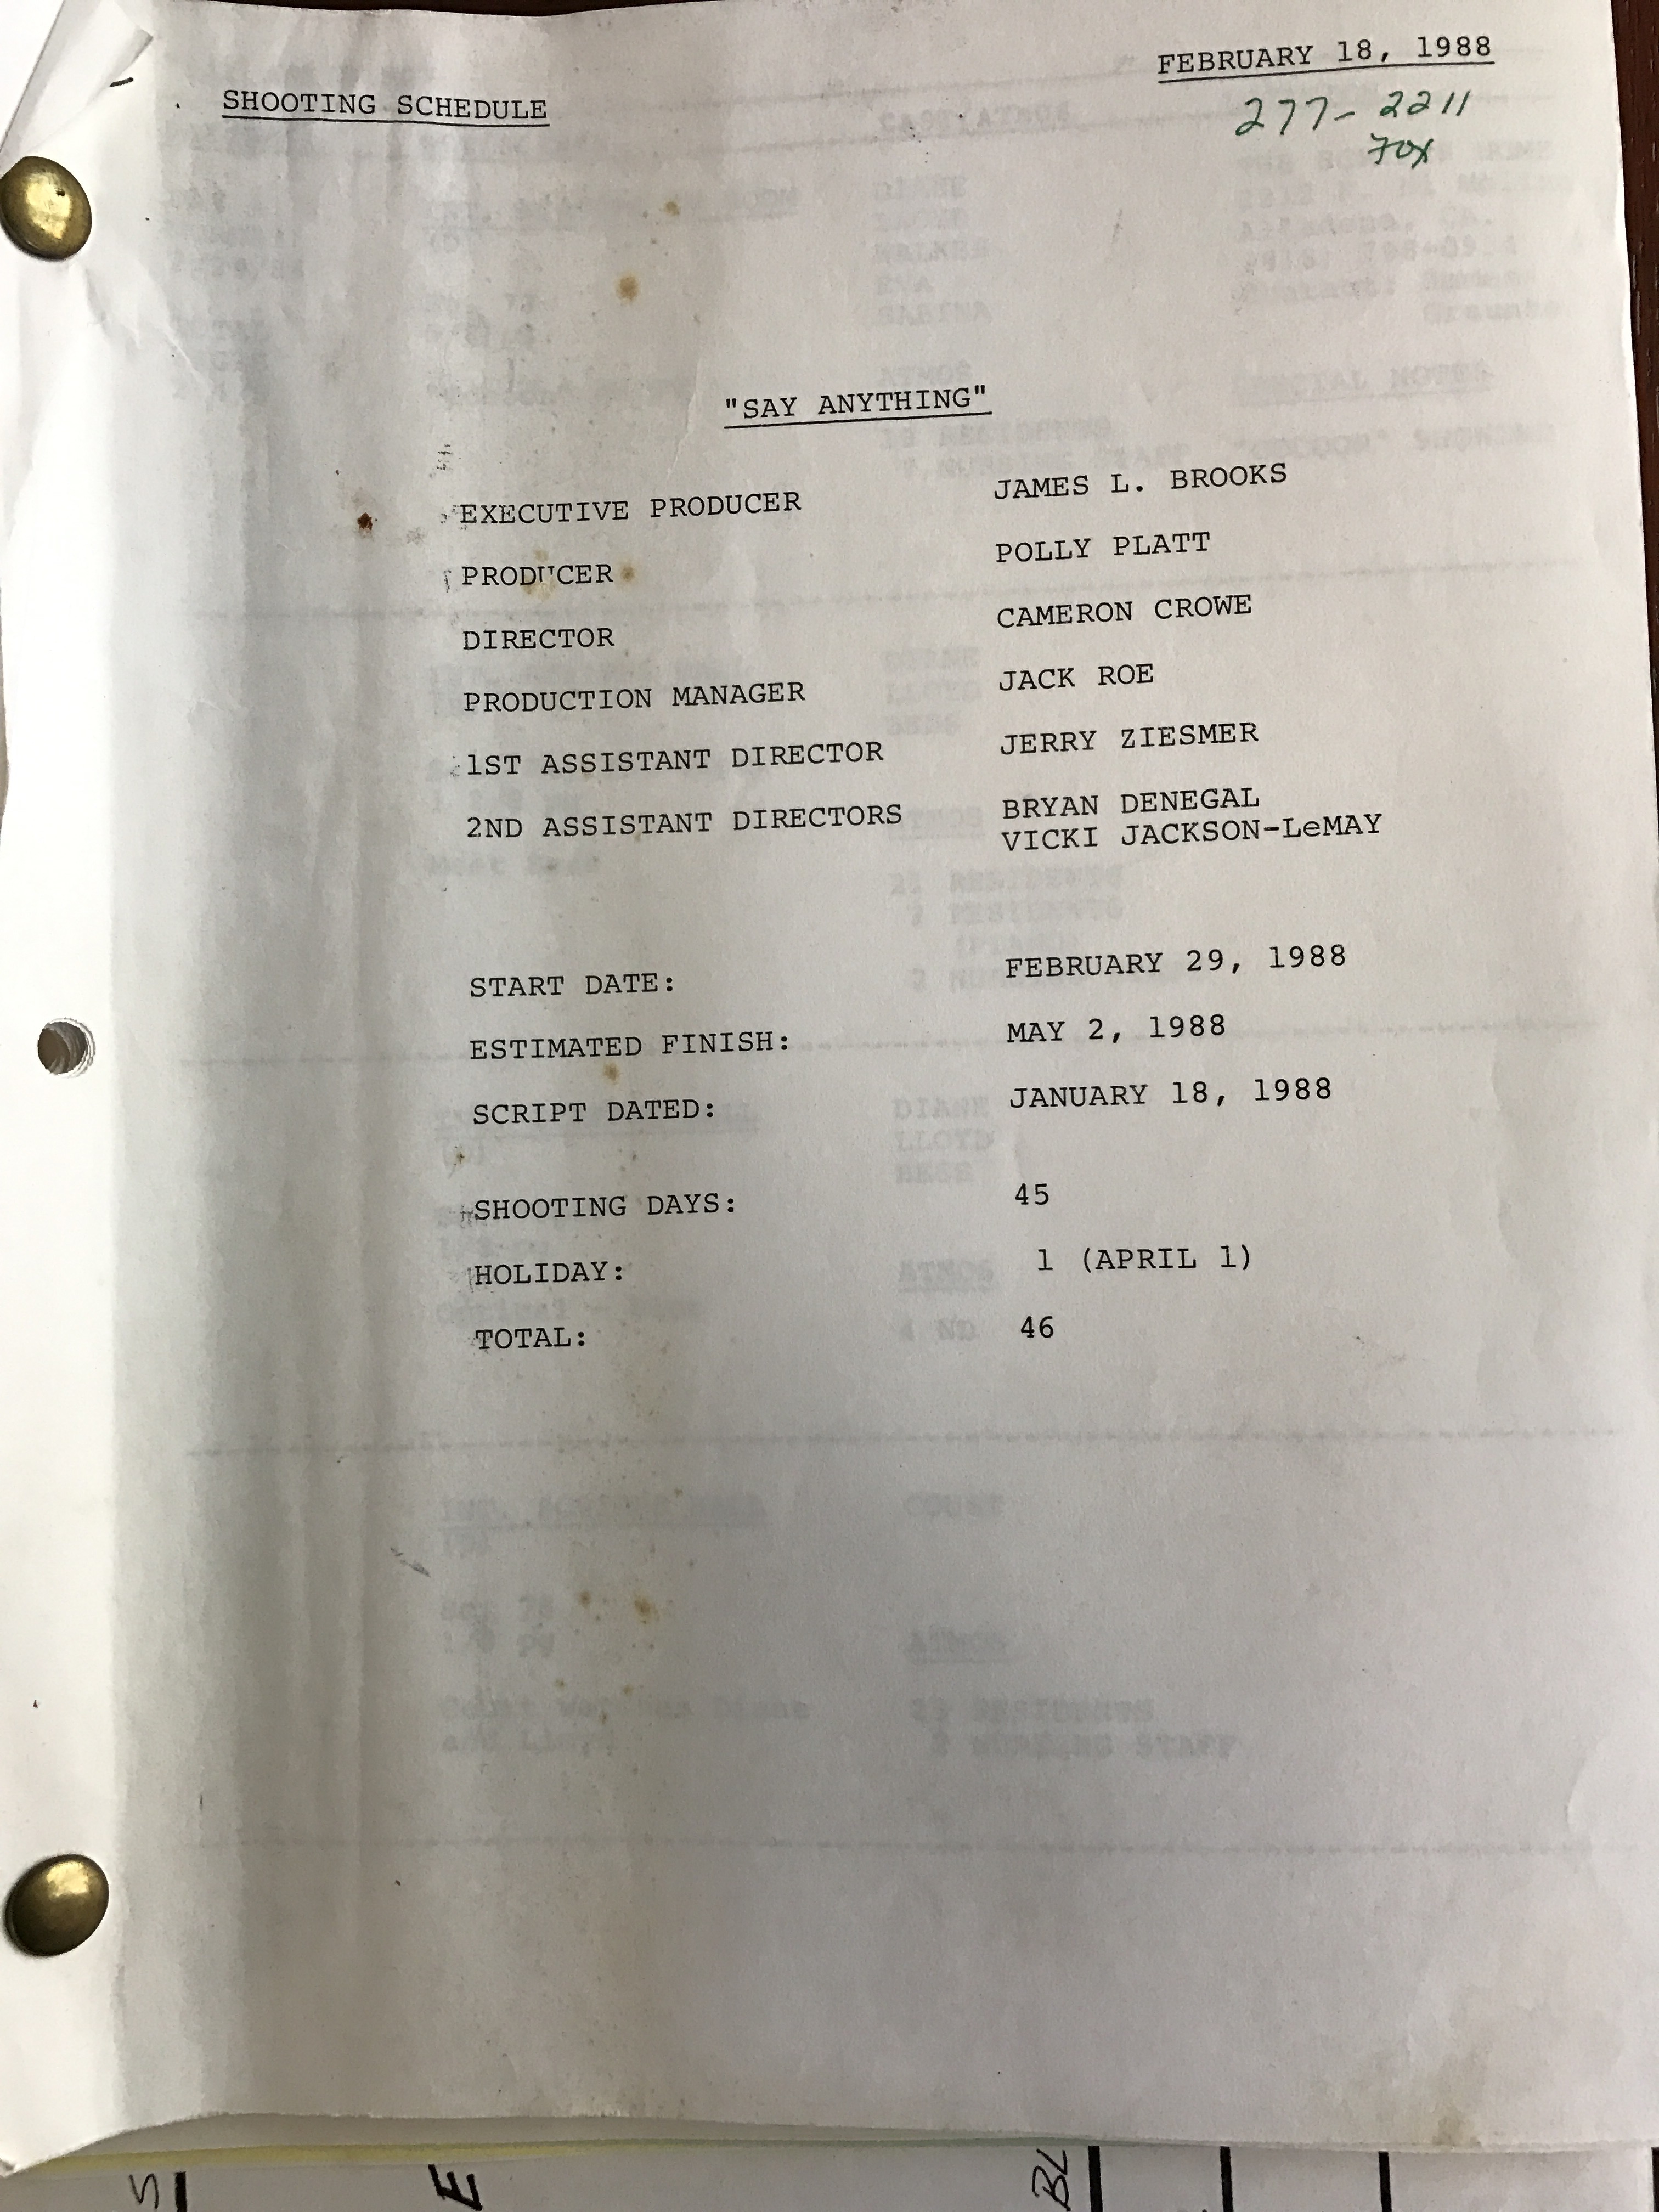 FEBRUARY 18, 1988
SHOOTING SCHEDULE
277-2211
FOX
"SAY ANYTHING"
EXECUTIVE PRODUCER JAMES L. BROOKS
PRODUCER POLLY PLATT
DIRECTOR CAMERON CROWE
PRODUCTION MANAGER JACK ROE
1ST ASSISTANT DIRECTOR JERRY ZIESMER
2ND ASSISTANT DIRECTORS BRYAN DENEGAL
VICKI JACKSON-LeMAY
START DATE: FEBRUARY 29, 1988
ESTIMATED FINISH: MAY 2, 1988
SCRIPT DATED: JANUARY 18, 1988
SHOOTING DAYS: 45
HOLIDAY: 1 (APRIL 1)
TOTAL: 46
S
E
BL